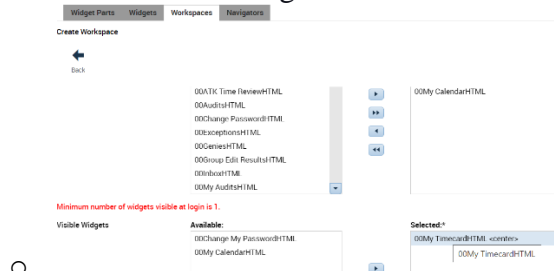 Widget Parts Widgets Workspaces Navigators
Create Workspace
Back
00ATK Time ReviewHTML 00My CalendarHTML
00AuditsHTML
00Change PasswordHTML
00ExceptionsHTML
00GeniesHTML
00Group Edit ResultsHTML
00InboxHTML
00My AuditsHTML
Minimum number of widgets visible at login is 1.
Visible Widgets Available: Selected:*
00Change My PasswordHTML 00My TimecardHTML <center>
00My CalendarHTML 00My TimecardHTML